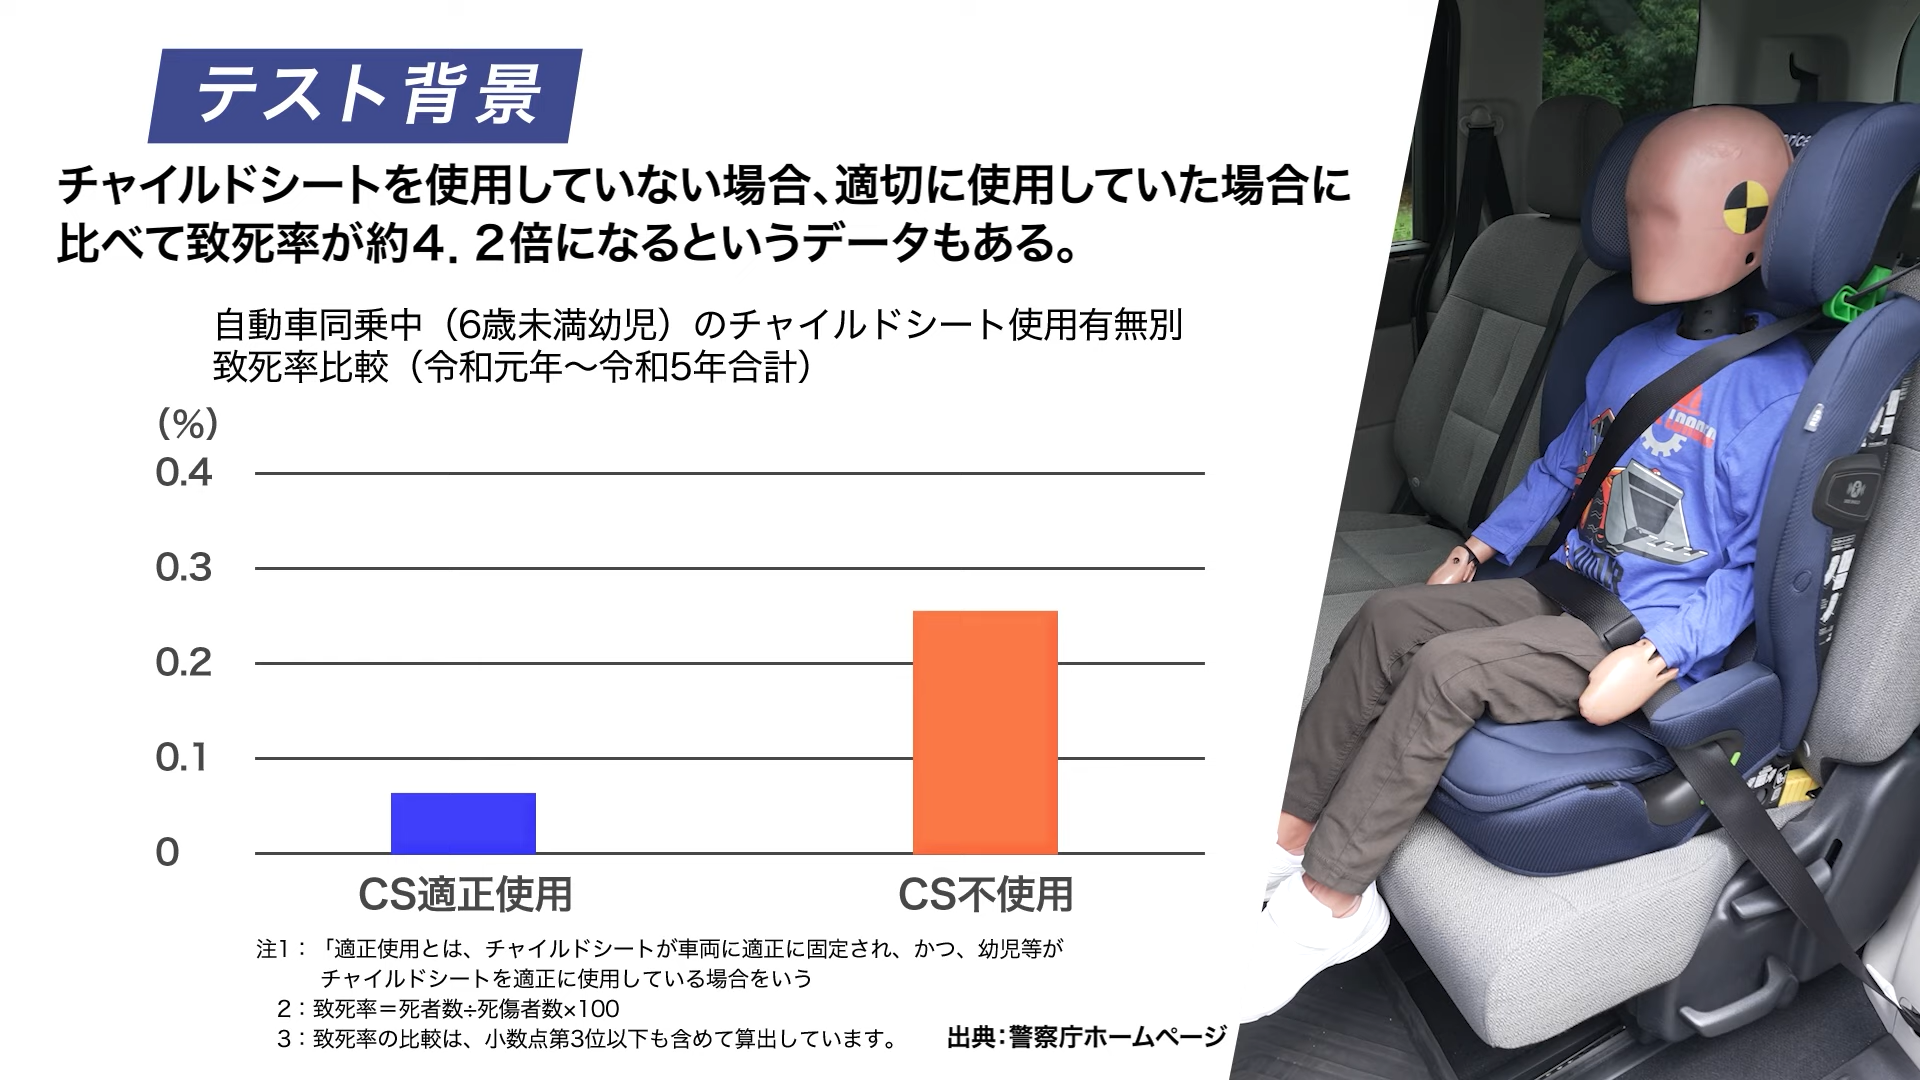 テスト背景
チャイルドシートを使用していない場合、適切に使用していた場合に
比べて致死率が約４．２倍になるというデータもある。
自動車同乗中（6歳未満幼児）のチャイルドシート使用有無別
致死率比較（令和元年～令和5年合計）
(%)
0.4
0.3
0.2
0.1
0
CS適正使用
CS不使用
注1：「適正使用とは、チャイルドシートが車両に適正に固定され、かつ、幼児等が
チャイルドシートを適正に使用している場合をいう
2：致死率＝死者数÷死傷者数×100
3：致死率の比較は、小数点第3位以下も含めて算出しています。
出典：警察庁ホームページ